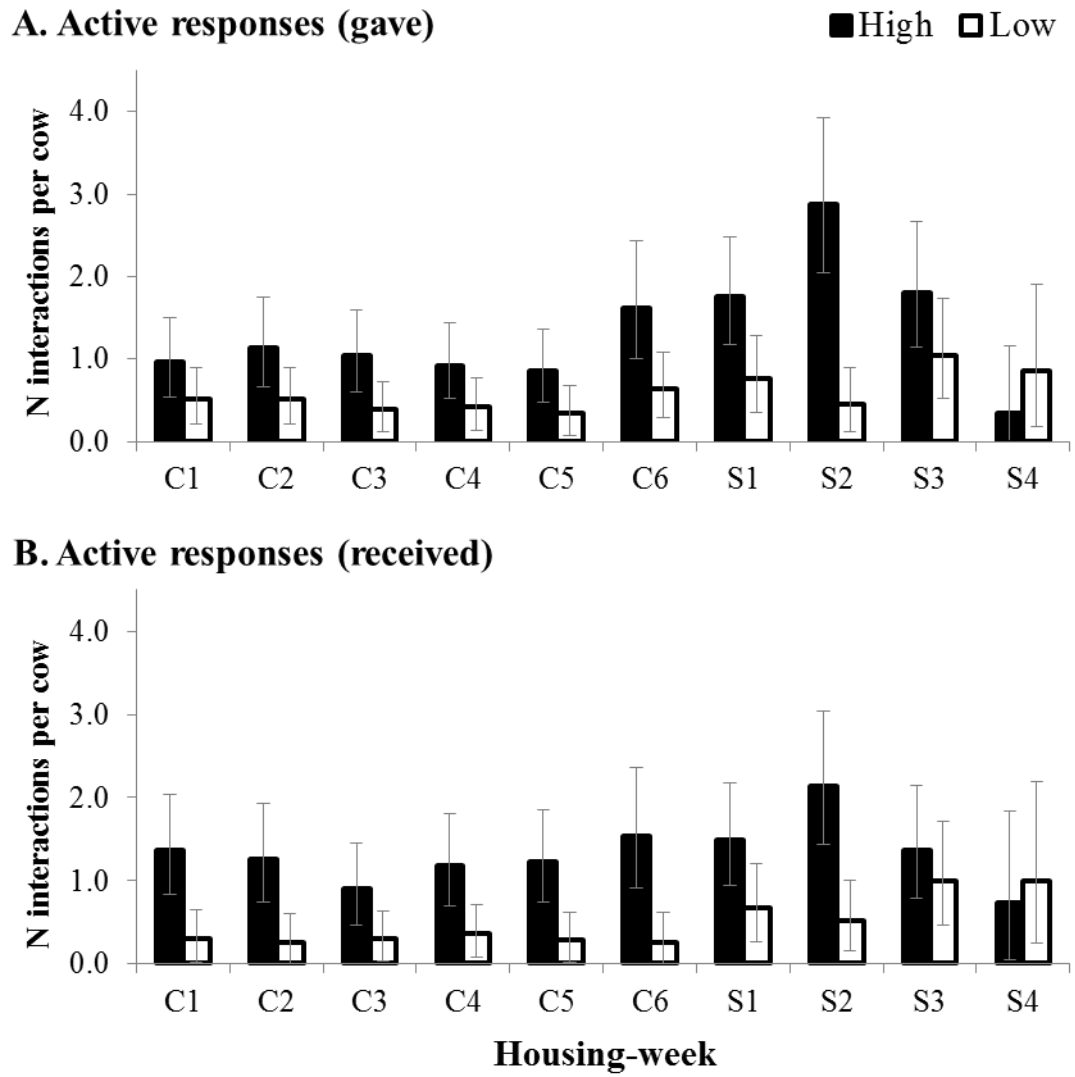 A. Active responses (gave)
High Low
N interactions per cow
4.0
3.0
2.0
1.0
0.0
C1 C2 C3 C4 C5 C6 S1 S2 S3 S4
B. Active responses (received)
N interactions per cow
4.0
3.0
2.0
1.0
0.0
C1 C2 C3 C4 C5 C6 S1 S2 S3 S4
Housing-week